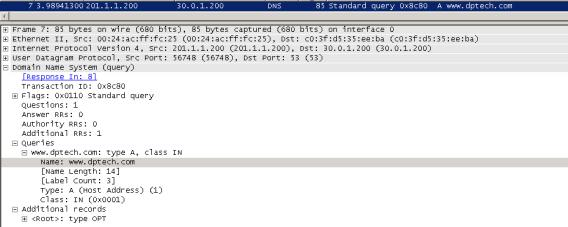 7 3.98941300 201.1.1.200 30.0.1.200 DNS 85 Standard query 0x8c80 A www.dptech.com
Frame 7: 85 bytes on wire (680 bits), 85 bytes captured (680 bits) on interface 0
Ethernet II, Src: 00:24:ac:ff:fc:25 (00:24:ac:ff:fc:25), Dst: c0:3f:d5:35:ee:ba (c0:3f:d5:35:ee:ba)
Internet Protocol Version 4, Src: 201.1.1.200 (201.1.1.200), Dst: 30.0.1.200 (30.0.1.200)
User Datagram Protocol, Src Port: 56748 (56748), Dst Port: 53 (53)
Domain Name System (query)
[Response In: 8]
Transaction ID: 0x8c80
Flags: 0x0110 Standard query
Questions: 1
Answer RRs: 0
Authority RRs: 0
Additional RRs: 1
Queries
www.dptech.com: type A, class IN
Name: www.dptech.com
[Name Length: 14]
[Label Count: 3]
Type: A (Host Address) (1)
Class: IN (0x0001)
Additional records
<Root>: type OPT